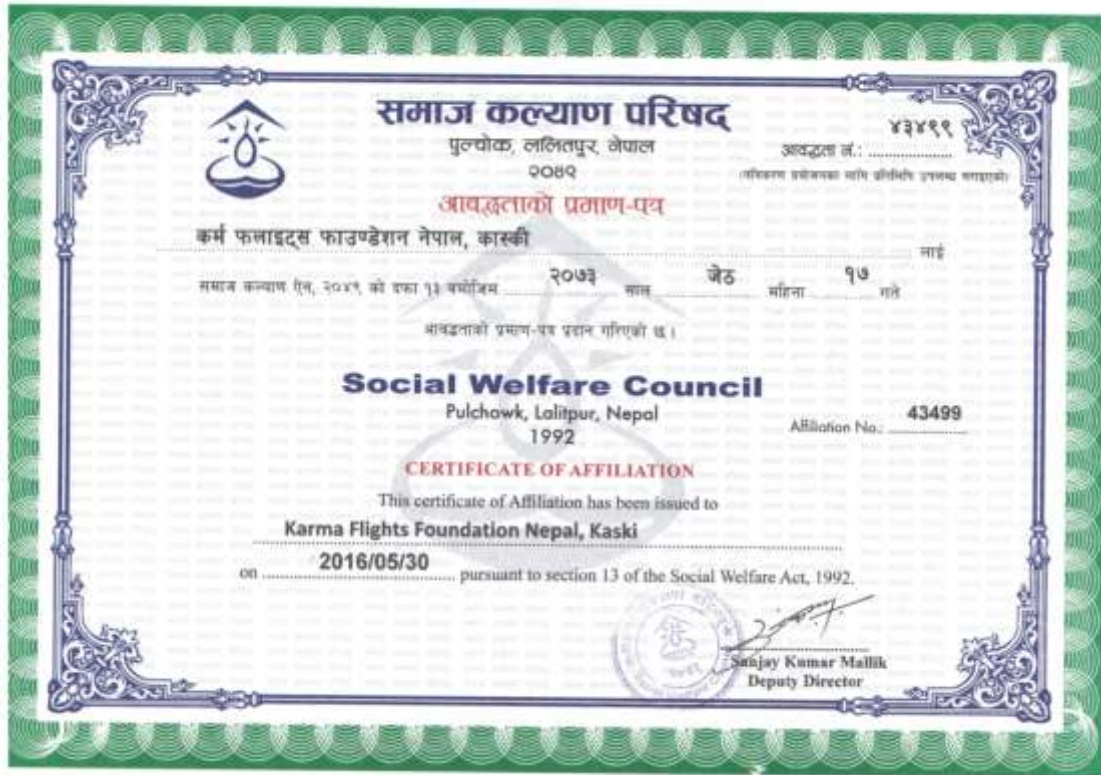 समाज कल्याण परिषद
पुल्चोक, ललितपुर, नेपाल
२०४९
४३४९९
आवद्धता नं.: ....................
आवद्धताको प्रमाण-पत्र
कर्म फलाइट्स फाउण्डेशन नेपाल, कास्की लाई
समाज कल्याण ऐन, २०४९ को दफा १३ बमोजिम २०७३ साल जेठ महिना १७ गते
आवद्धताको प्रमाण-पत्र प्रदान गरिएको छ ।
Social Welfare Council
Pulchowk, Lalitpur, Nepal
1992
Affiliation No.: 43499
CERTIFICATE OF AFFILIATION
This certificate of Affiliation has been issued to
Karma Flights Foundation Nepal, Kaski
on 2016/05/30 pursuant to section 13 of the Social Welfare Act, 1992.
Sanjay Kumar Mallik
Deputy Director